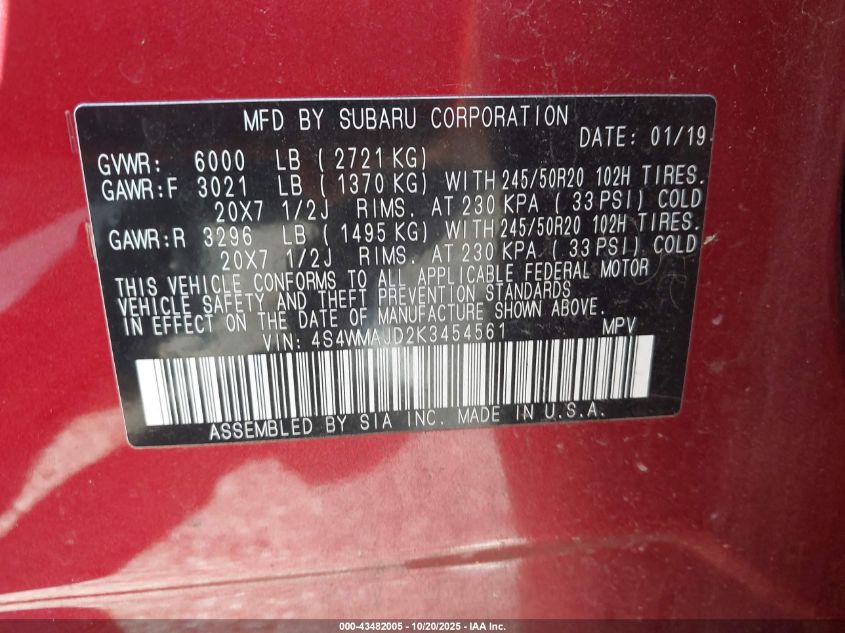 MFD BY SUBARU CORPORATION
DATE: 01/19
GVWR: 6000 LB ( 2721 KG)
GAWR:F 3021 LB ( 1370 KG) WITH 245/50R20 102H TIRES.
20X7 1/2J RIMS. AT 230 KPA ( 33 PSI) COLD
GAWR:R 3296 LB ( 1495 KG) WITH 245/50R20 102H TIRES.
20X7 1/2J RIMS. AT 230 KPA ( 33 PSI) COLD
THIS VEHICLE CONFORMS TO ALL APPLICABLE FEDERAL MOTOR
VEHICLE SAFETY AND THEFT PREVENTION STANDARDS
IN EFFECT ON THE DATE OF MANUFACTURE SHOWN ABOVE.
VIN: 4S4WMAJD2K3454561 MPV
ASSEMBLED BY SIA INC. MADE IN U.S.A.
000-43482005 - 10/20/2025 - IAA Inc.